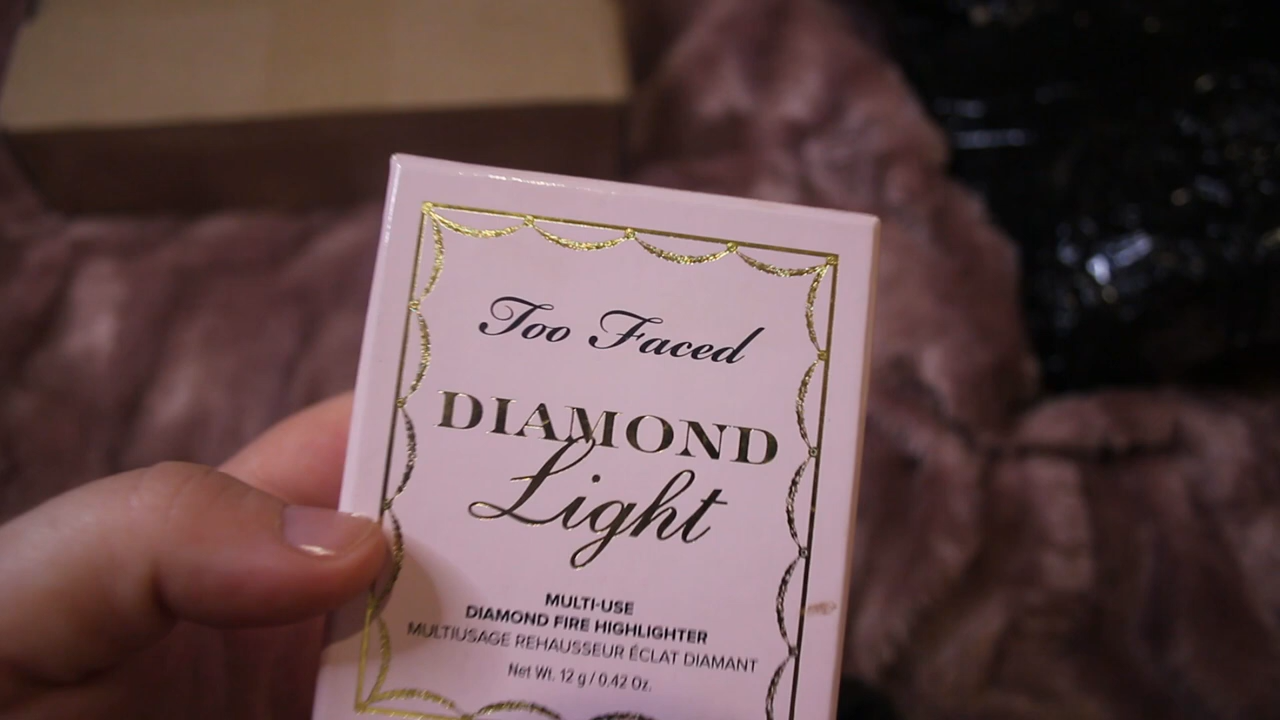 Too Faced
DIAMOND
Light
MULTI-USE
DIAMOND FIRE HIGHLIGHTER
MULTIUSAGE REHAUSSEUR ÉCLAT DIAMANT
Net Wt. 12 g / 0.42 Oz.